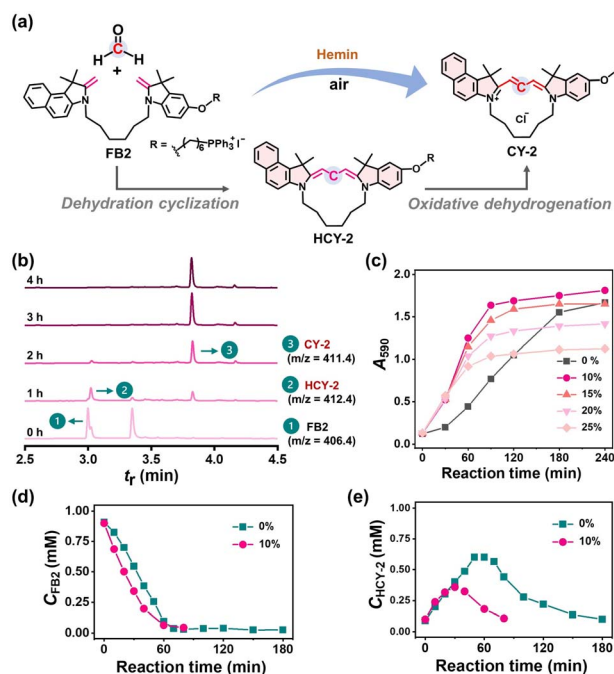 (a)
O
H C H
+
Hemin
air
N
N
O
R
FB2
R = ( )6 PPh3+ I−
N+
C
N
O
R
Cl−
CY-2
Dehydration cyclization
N
C
N
O
R
HCY-2
Oxidative dehydrogenation
(b)
4 h
3 h
2 h
3
3 CY-2
(m/z = 411.4)
1 h
2
2 HCY-2
(m/z = 412.4)
0 h
1
1 FB2
(m/z = 406.4)
2.5 3.0 3.5 4.0 4.5
tr (min)
(c)
2.0
1.5
1.0
0.5
0.0
A590
0 %
10%
15%
20%
25%
0 30 60 90 120 150 180 210 240
Reaction time (min)
(d)
1.00
0.75
0.50
0.25
0.00
CFB2 (mM)
0%
10%
0 60 120 180
Reaction time (min)
(e)
1.00
0.75
0.50
0.25
0.00
CHCY-2 (mM)
0%
10%
0 60 120 180
Reaction time (min)